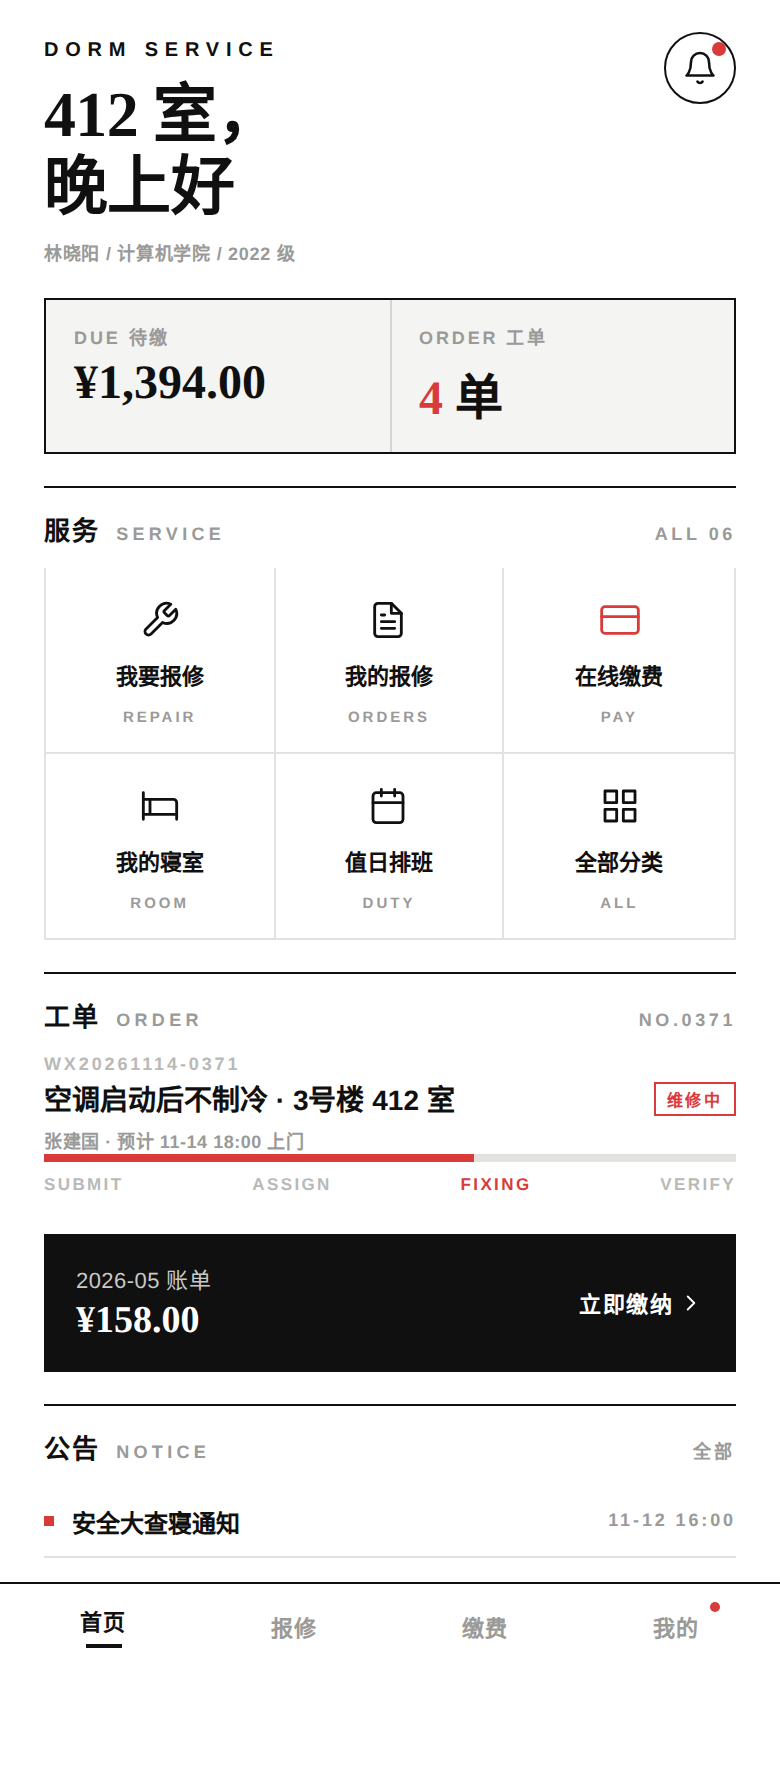 DORM SERVICE
412 室，
晚上好
林晓阳 / 计算机学院 / 2022 级
DUE 待缴
¥1,394.00
ORDER 工单
4 单
服务 SERVICE
ALL 06
我要报修
REPAIR
我的报修
ORDERS
在线缴费
PAY
我的寝室
ROOM
值日排班
DUTY
全部分类
ALL
工单 ORDER
NO.0371
WX20261114-0371
空调启动后不制冷 · 3号楼 412 室
维修中
张建国 · 预计 11-14 18:00 上门
SUBMIT
ASSIGN
FIXING
VERIFY
2026-05 账单
¥158.00
立即缴纳
公告 NOTICE
全部
安全大查寝通知
11-12 16:00
首页
报修
缴费
我的